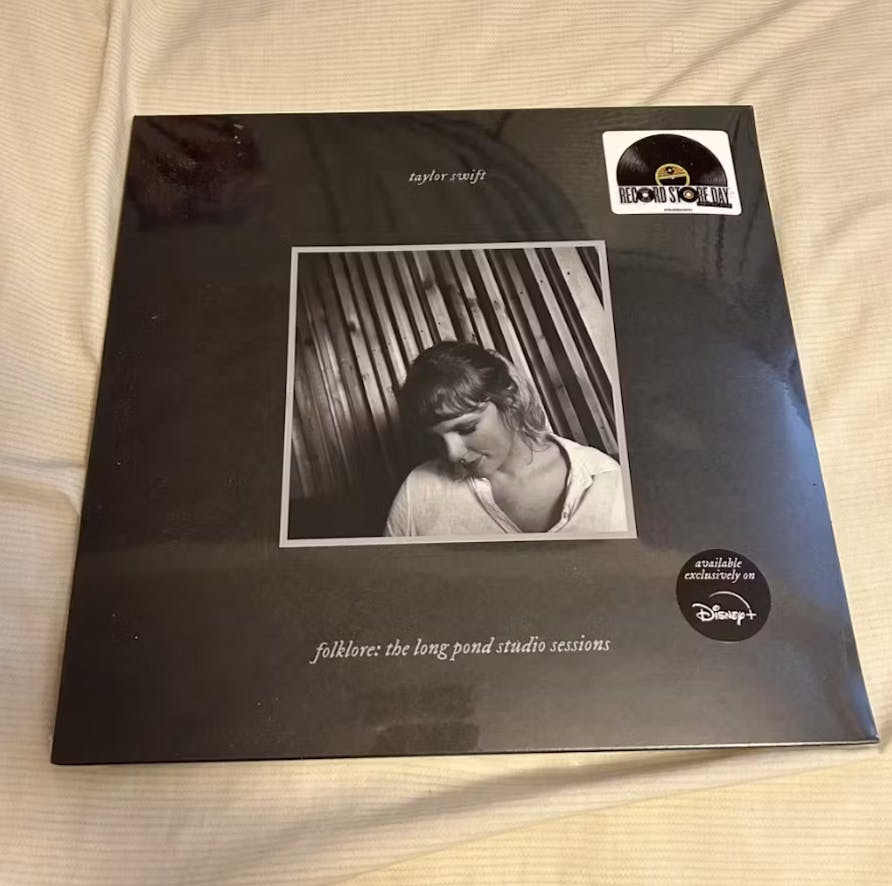 taylor swift
RECORD STORE DAY
available
exclusively on
Disney+
folklore: the long pond studio sessions